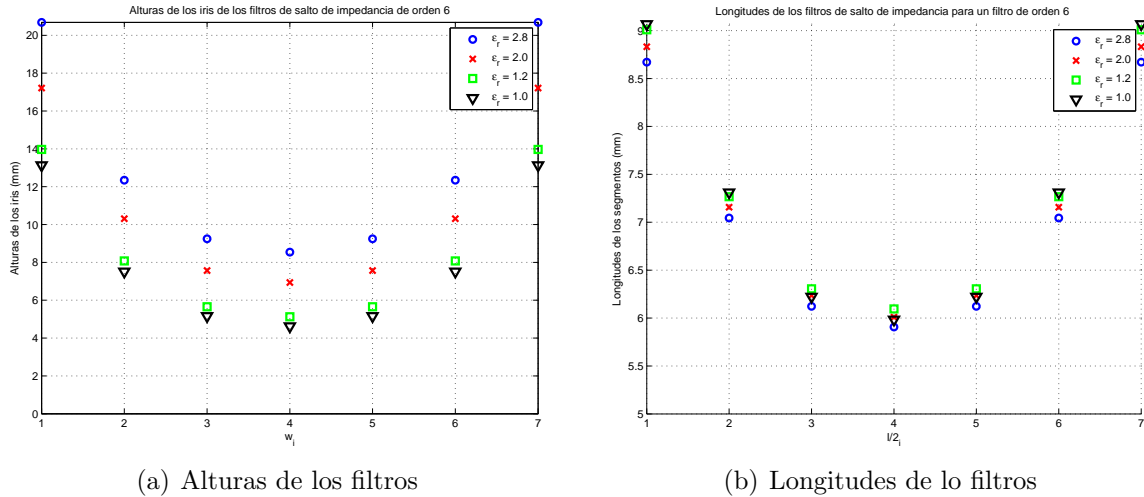 Alturas de los iris de los filtros de salto de impedancia de orden 6
20
18
16
14
12
10
8
6
4
2
0
Alturas de los iris (mm)
1 2 3 4 5 6 7
w_i
ε_r = 2.8
ε_r = 2.0
ε_r = 1.2
ε_r = 1.0
(a) Alturas de los filtros
Longitudes de los filtros de salto de impedancia para un filtro de orden 6
9
8.5
8
7.5
7
6.5
6
5.5
5
Longitudes de los segmentos (mm)
1 2 3 4 5 6 7
l/2_i
ε_r = 2.8
ε_r = 2.0
ε_r = 1.2
ε_r = 1.0
(b) Longitudes de lo filtros